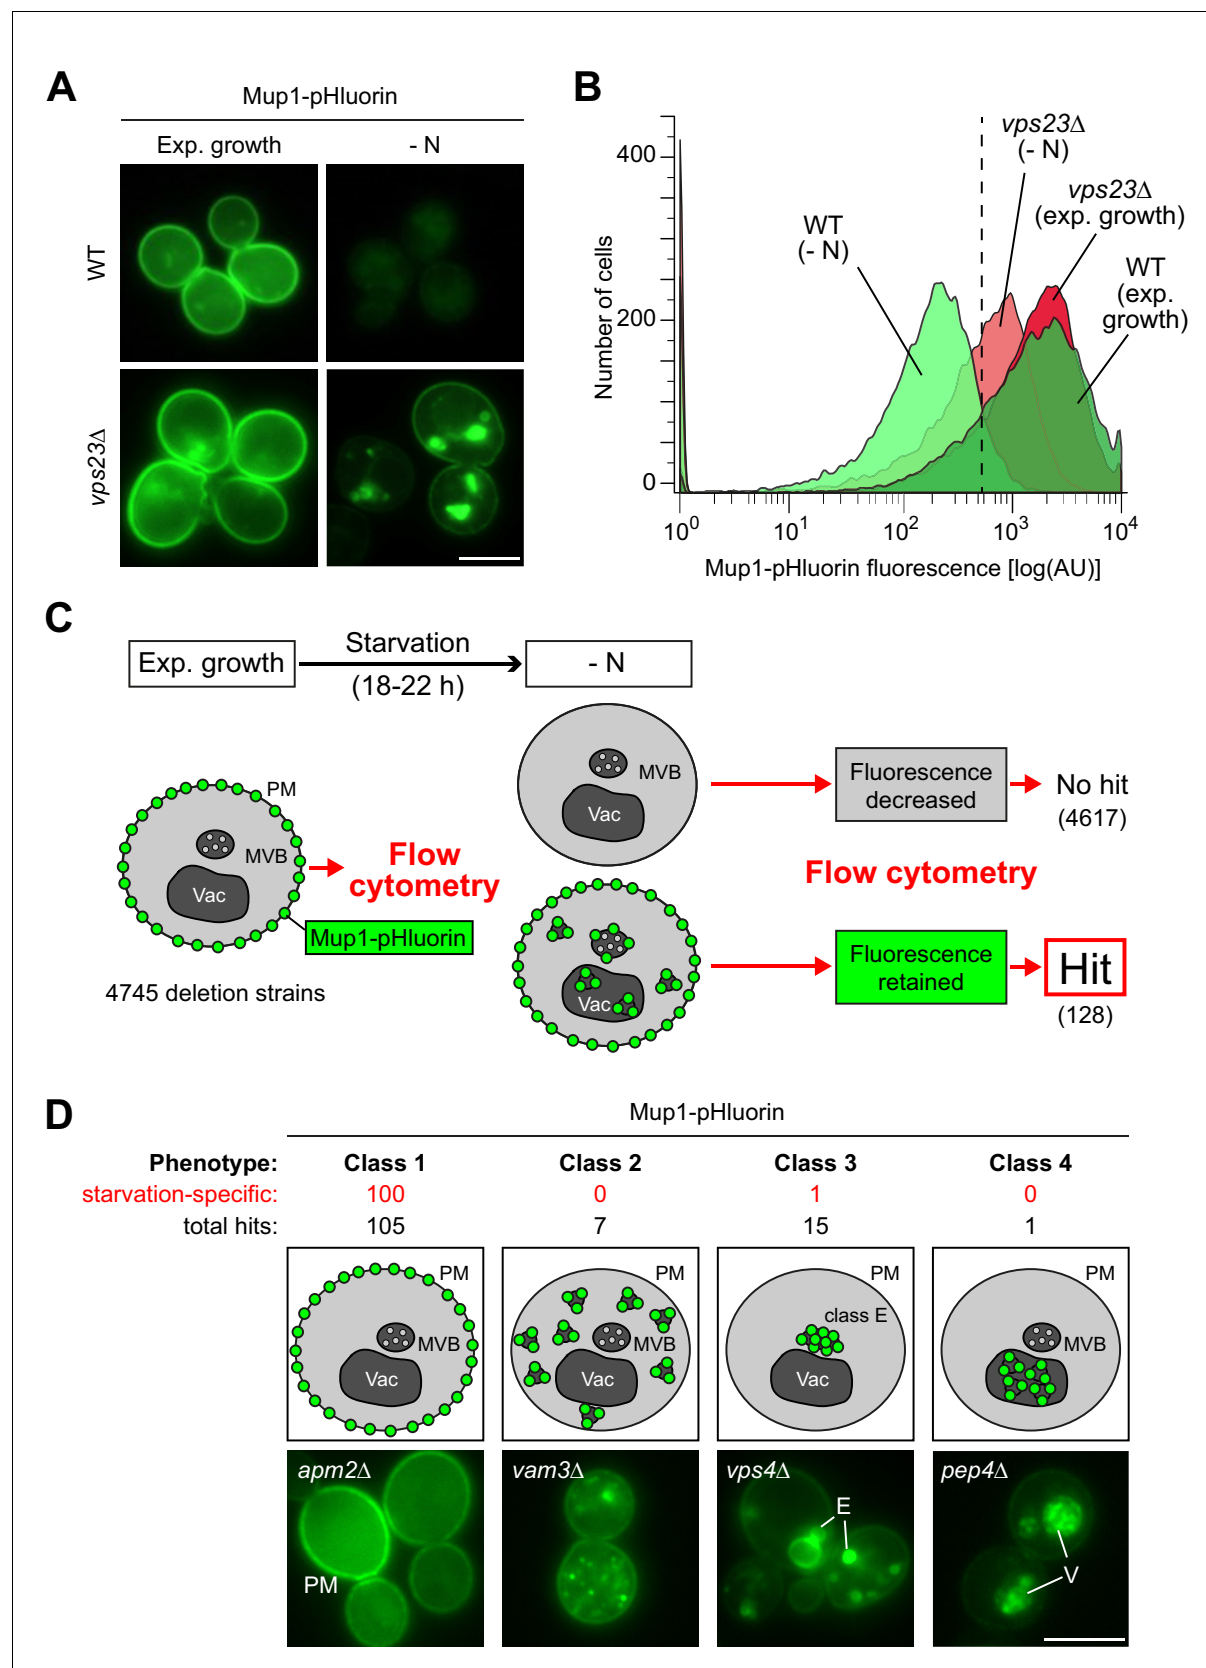 A
Mup1-pHluorin
Exp. growth
- N
WT
vps23Δ
B
Number of cells
400
200
0
10^0
10^1
10^2
10^3
10^4
Mup1-pHluorin fluorescence [log(AU)]
WT
(- N)
vps23Δ
(- N)
vps23Δ
(exp. growth)
WT
(exp.
growth)
C
Exp. growth
Starvation
(18-22 h)
- N
PM
MVB
Vac
Mup1-pHluorin
4745 deletion strains
Flow
cytometry
MVB
Vac
Vac
Fluorescence
decreased
No hit
(4617)
Flow cytometry
Fluorescence
retained
Hit
(128)
D
Mup1-pHluorin
Phenotype: Class 1 Class 2 Class 3 Class 4
starvation-specific: 100 0 1 0
total hits: 105 7 15 1
PM
MVB
Vac
PM
MVB
Vac
PM
class E
Vac
PM
MVB
Vac
apm2Δ
PM
vam3Δ
vps4Δ
E
pep4Δ
V